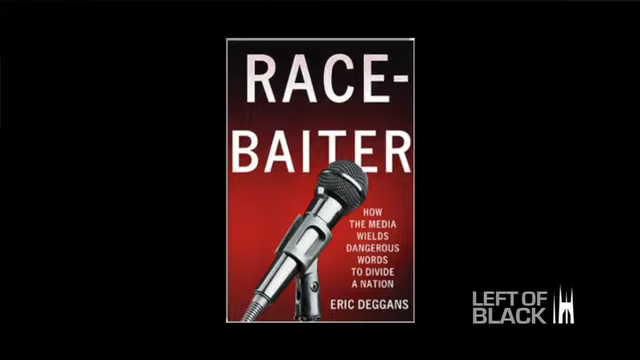 RACE-
BAITER
HOW
THE MEDIA
WIELDS
DANGEROUS
WORDS
TO DIVIDE
A NATION
ERIC DEGGANS
LEFT OF
BLACK